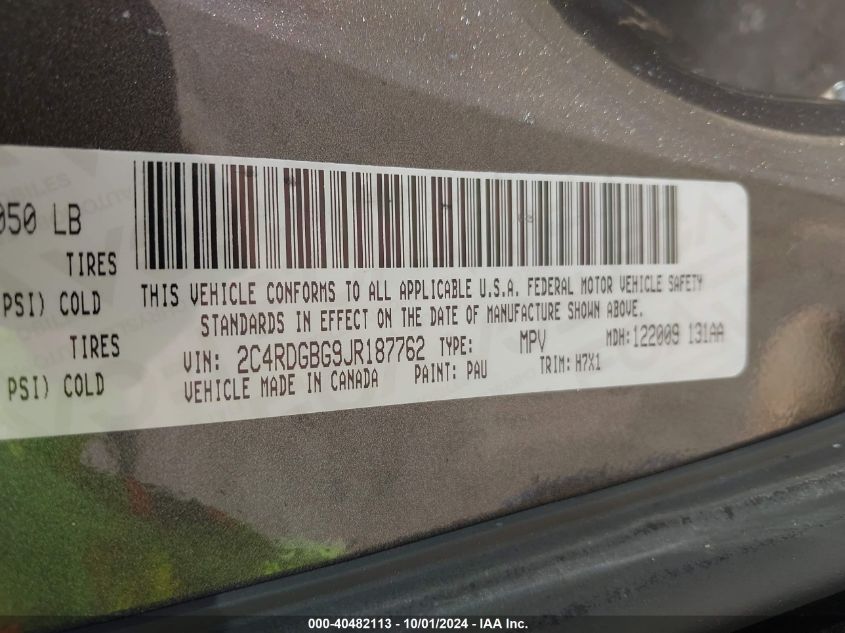 050 LB
TIRES
PSI) COLD
TIRES
PSI) COLD
THIS VEHICLE CONFORMS TO ALL APPLICABLE U.S.A. FEDERAL MOTOR VEHICLE SAFETY
STANDARDS IN EFFECT ON THE DATE OF MANUFACTURE SHOWN ABOVE.
VIN: 2C4RDGBG9JR187762 TYPE: MPV MDH:122009 131AA
VEHICLE MADE IN CANADA PAINT: PAU TRIM: H7X1
000-40482113 - 10/01/2024 - IAA Inc.